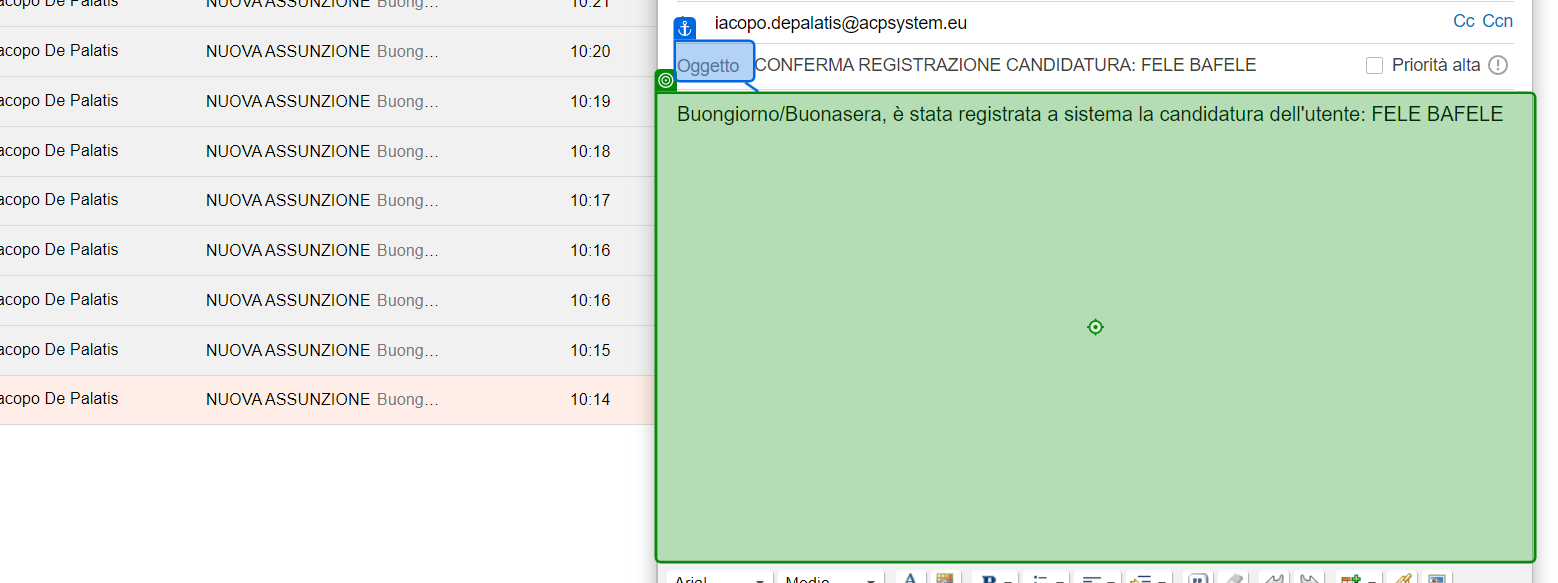 acopo De Palatis NUOVA ASSUNZIONE Buong... 10:21
acopo De Palatis NUOVA ASSUNZIONE Buong... 10:20
acopo De Palatis NUOVA ASSUNZIONE Buong... 10:19
acopo De Palatis NUOVA ASSUNZIONE Buong... 10:18
acopo De Palatis NUOVA ASSUNZIONE Buong... 10:17
acopo De Palatis NUOVA ASSUNZIONE Buong... 10:16
acopo De Palatis NUOVA ASSUNZIONE Buong... 10:16
acopo De Palatis NUOVA ASSUNZIONE Buong... 10:15
acopo De Palatis NUOVA ASSUNZIONE Buong... 10:14
iacopo.depalatis@acpsystem.eu Cc Ccn
Oggetto CONFERMA REGISTRAZIONE CANDIDATURA: FELE BAFELE Priorità alta
Buongiorno/Buonasera, è stata registrata a sistema la candidatura dell'utente: FELE BAFELE
Arial Medio